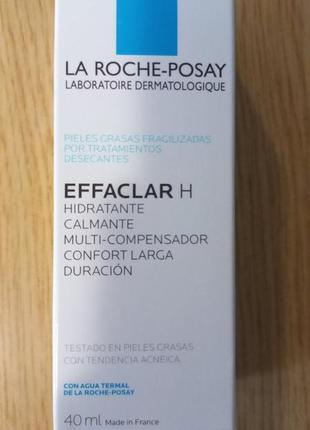 LA ROCHE-POSAY
LABORATOIRE DERMATOLOGIQUE
PIELES GRASAS FRAGILIZADAS
POR TRATAMIENTOS
DESECANTES
EFFACLAR H
HIDRATANTE
CALMANTE
MULTI-COMPENSADOR
CONFORT LARGA
DURACIÓN
TESTADO EN PIELES GRASAS
CON TENDENCIA ACNEICA
CON AGUA TERMAL
DE LA ROCHE-POSAY
40 ml Made in France